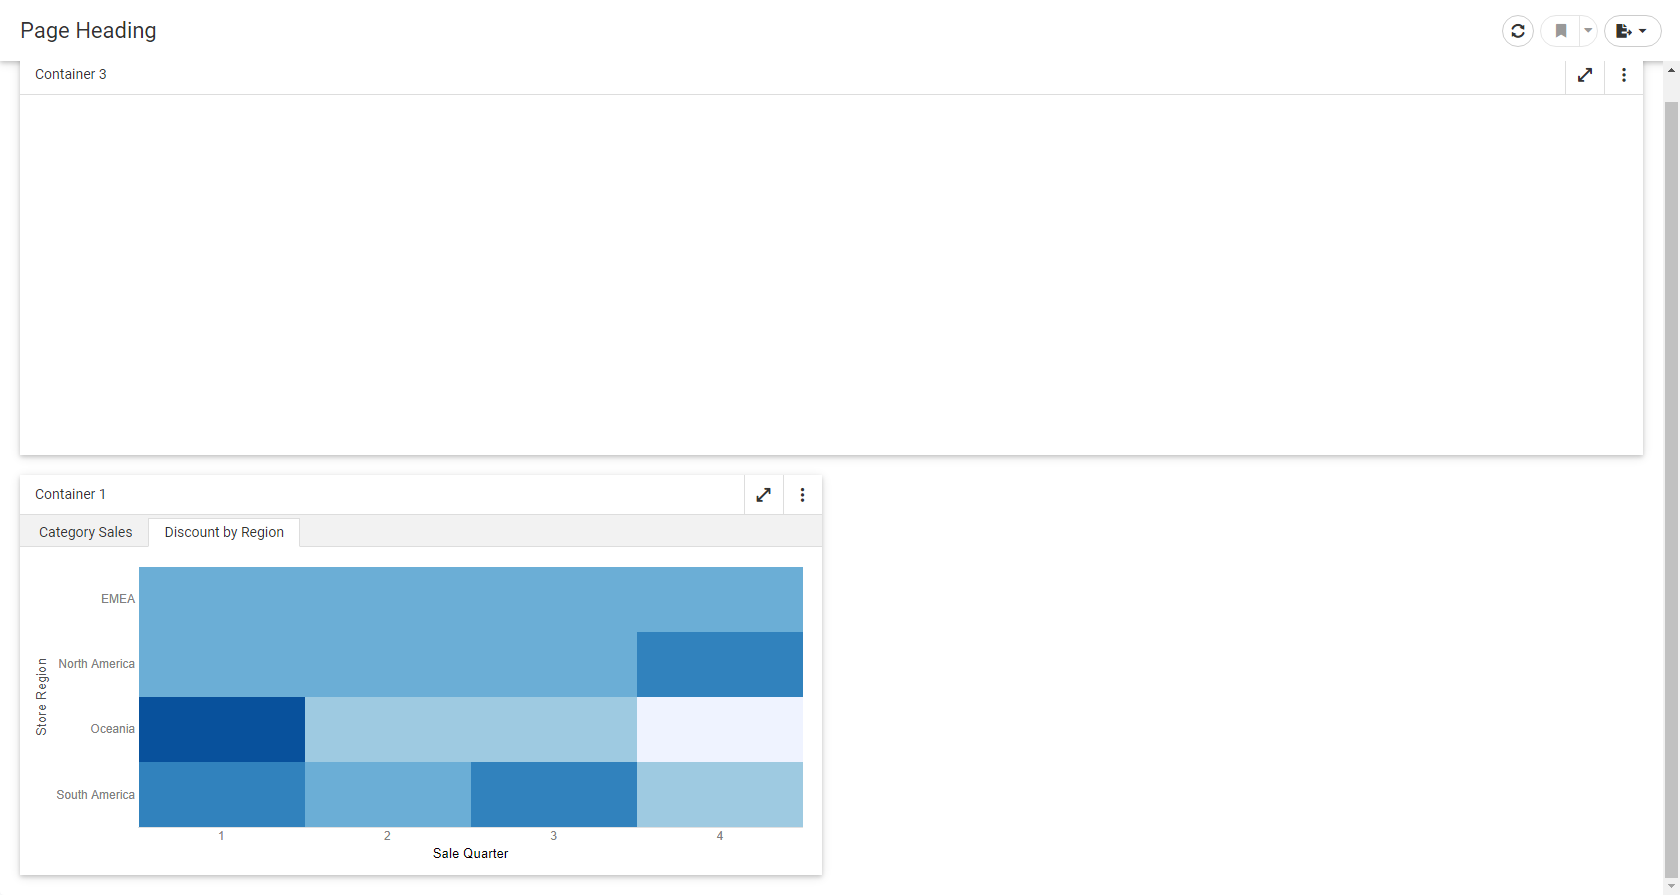 Page Heading
Container 3
Container 1
Category Sales
Discount by Region
Store Region
EMEA
North America
Oceania
South America
1
2
3
4
Sale Quarter